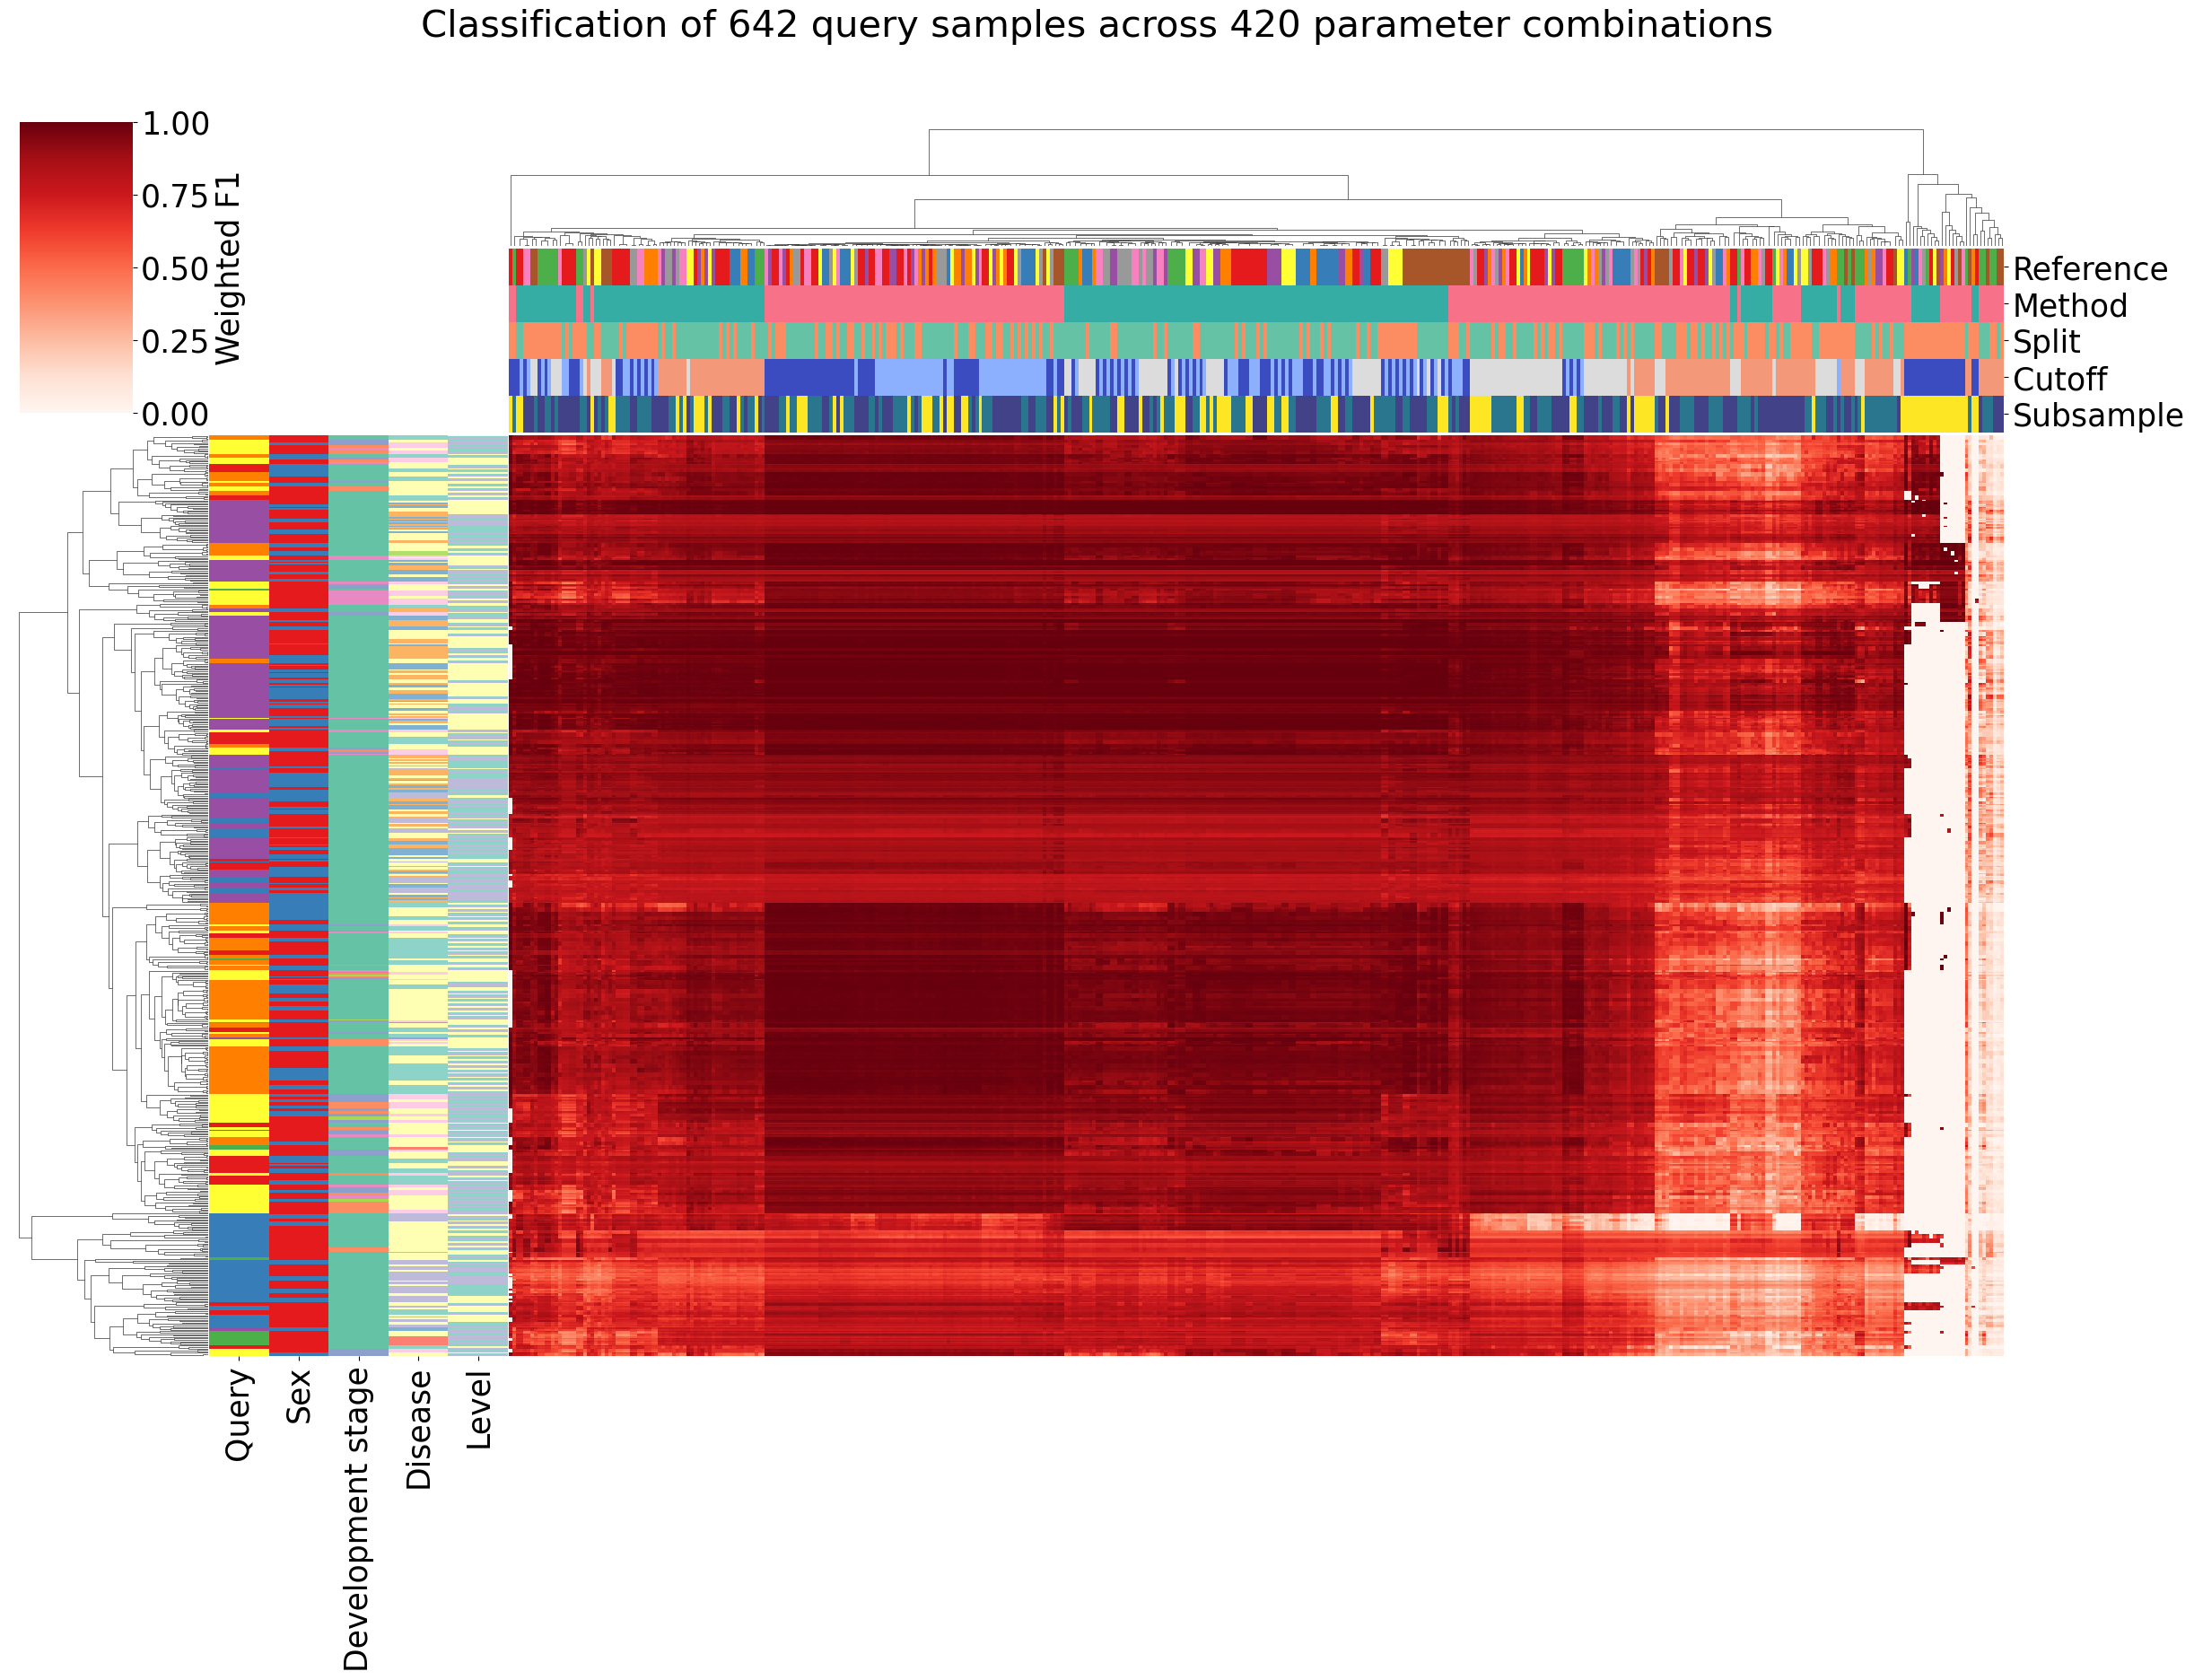 Classification of 642 query samples across 420 parameter combinations
1.00
0.75
0.50
0.25
0.00
Weighted F1
Reference
Method
Split
Cutoff
Subsample
Query
Sex
Development stage
Disease
Level